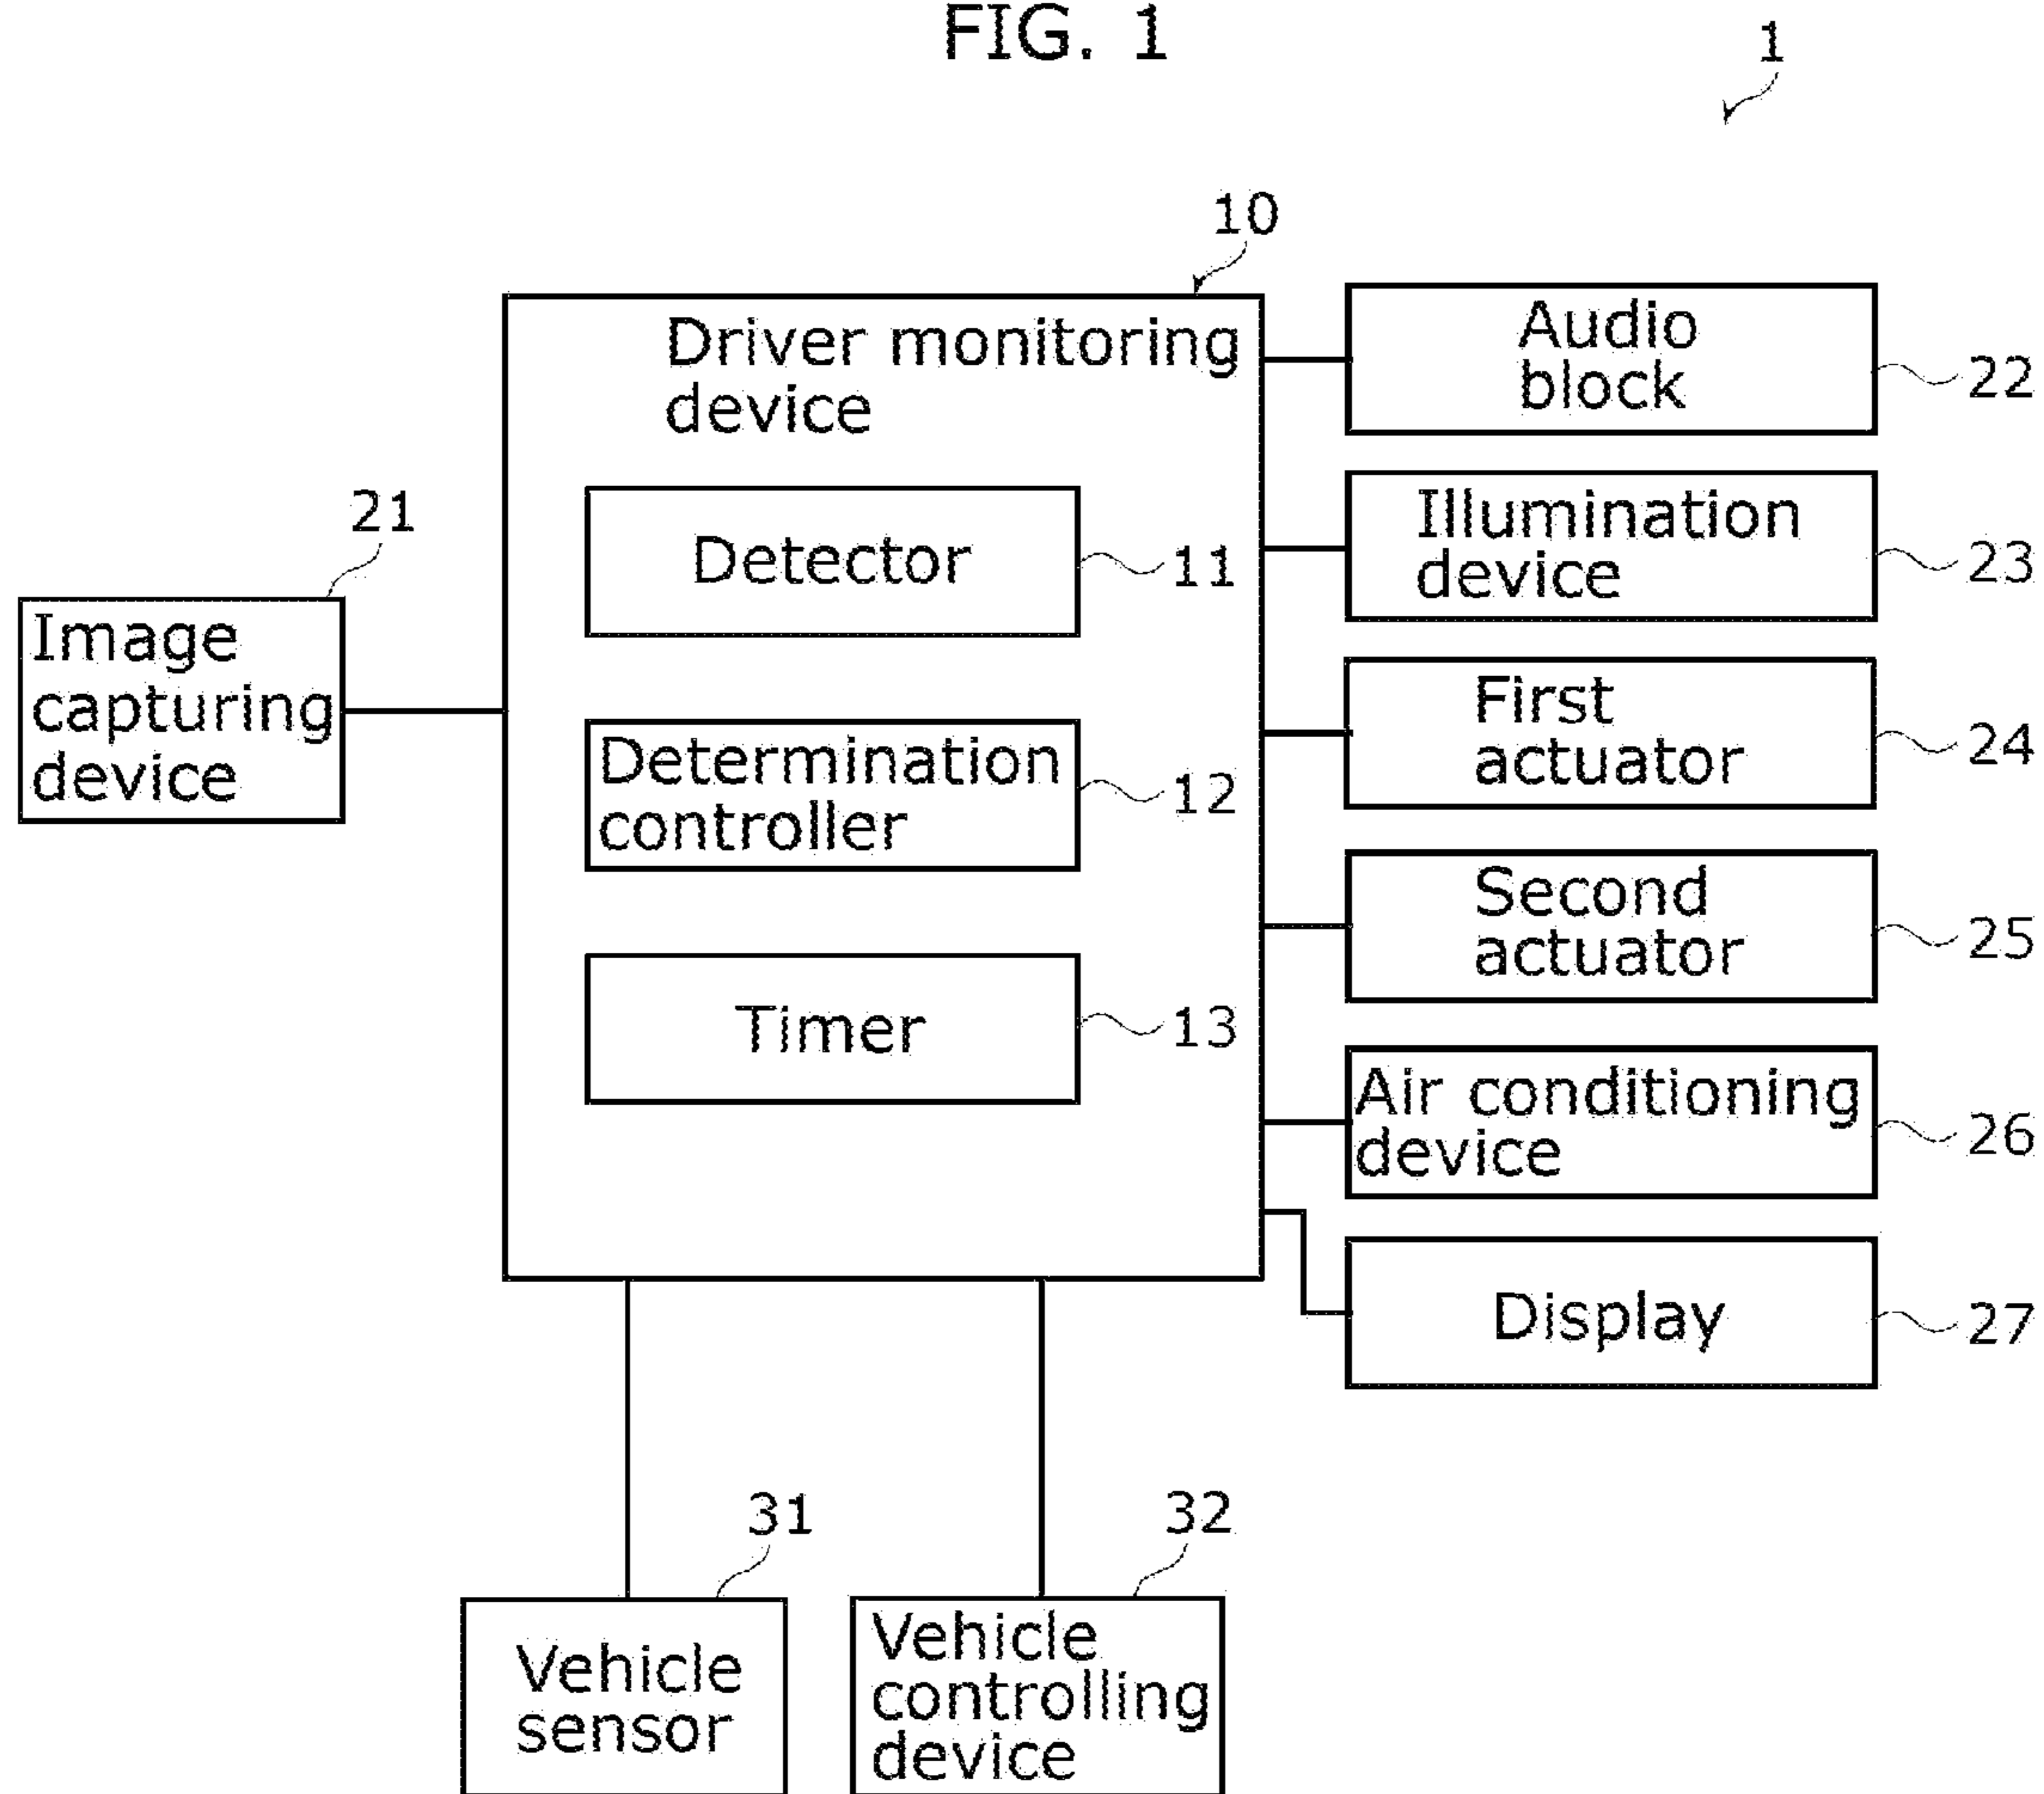 FIG. 1
1
10
Driver monitoring
device
Detector
11
Determination
controller
12
Timer
13
21
Image
capturing
device
Audio
block
22
Illumination
device
23
First
actuator
24
Second
actuator
25
Air conditioning
device
26
Display
27
31
Vehicle
sensor
32
Vehicle
controlling
device